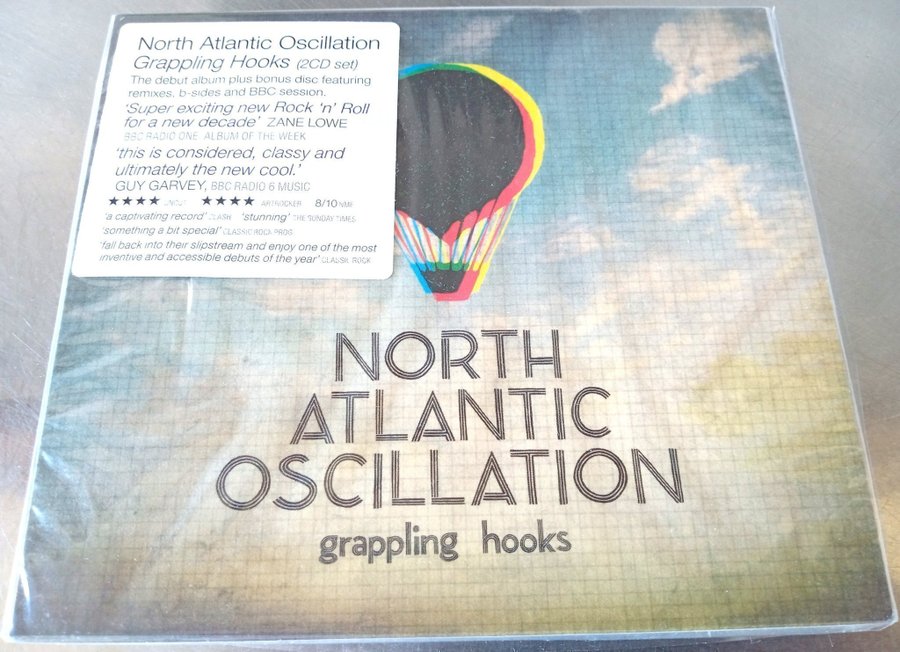 North Atlantic Oscillation
Grappling Hooks (2CD set)
The debut album plus bonus disc featuring
remixes, b-sides and BBC session.
'Super exciting new Rock 'n' Roll
for a new decade' ZANE LOWE
BBC RADIO ONE ALBUM OF THE WEEK
'this is considered, classy and
ultimately the new cool.'
GUY GARVEY, BBC RADIO 6 MUSIC
★★★★ UNCUT ★★★★ ARTROCKER 8/10 NME
'a captivating record' CLASH 'stunning' THE SUNDAY TIMES
'something a bit special' CLASSIC ROCK PROG
'fall back into their slipstream and enjoy one of the most
inventive and accessible debuts of the year' CLASSIC ROCK
NORTH
ATLANTIC
OSCILLATION
grappling hooks